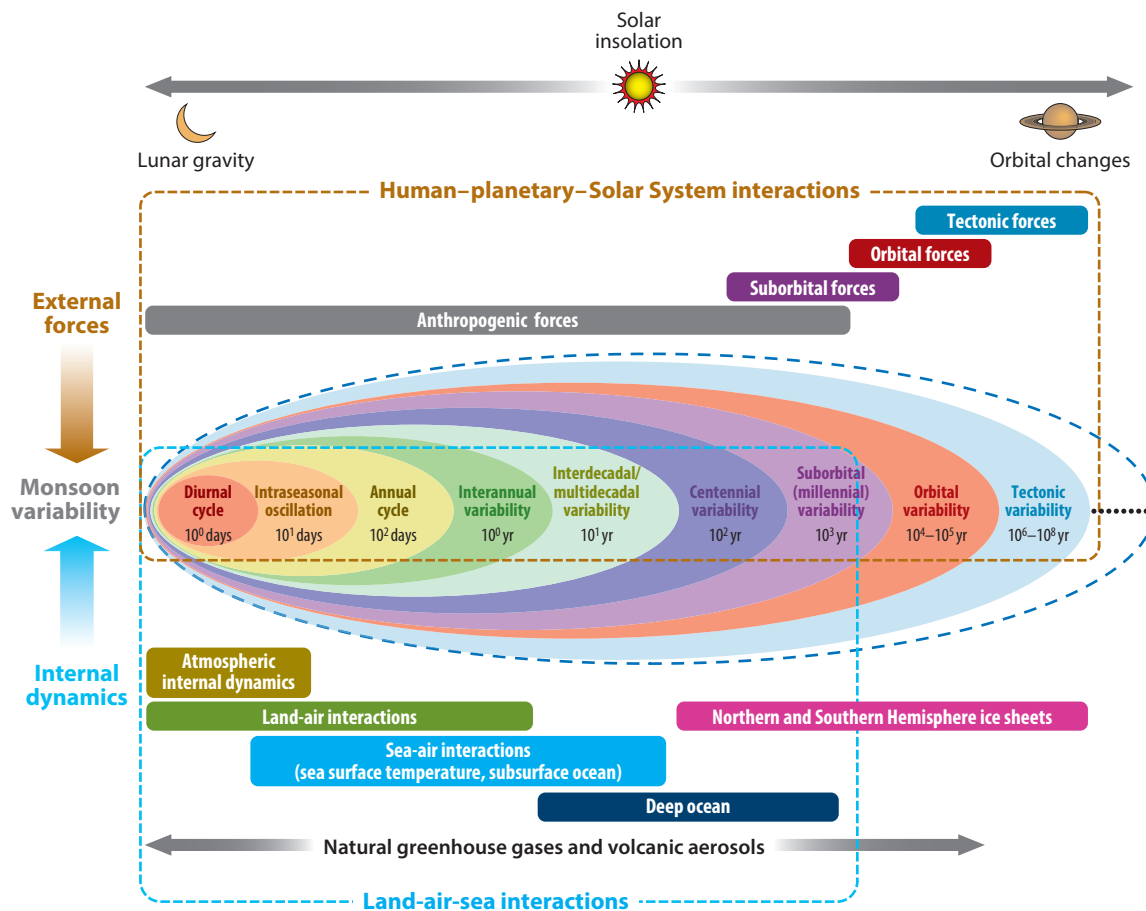 Solar
insolation
Lunar gravity
Orbital changes
Human–planetary–Solar System interactions
Tectonic forces
Orbital forces
Suborbital forces
Anthropogenic forces
External
forces
Monsoon
variability
Internal
dynamics
Diurnal
cycle
10⁰ days
Intraseasonal
oscillation
10¹ days
Annual
cycle
10² days
Interannual
variability
10⁰ yr
Interdecadal/
multidecadal
variability
10¹ yr
Centennial
variability
10² yr
Suborbital
(millennial)
variability
10³ yr
Orbital
variability
10⁴–10⁵ yr
Tectonic
variability
10⁶–10⁸ yr
Atmospheric
internal dynamics
Land-air interactions
Northern and Southern Hemisphere ice sheets
Sea-air interactions
(sea surface temperature, subsurface ocean)
Deep ocean
Natural greenhouse gases and volcanic aerosols
Land-air-sea interactions